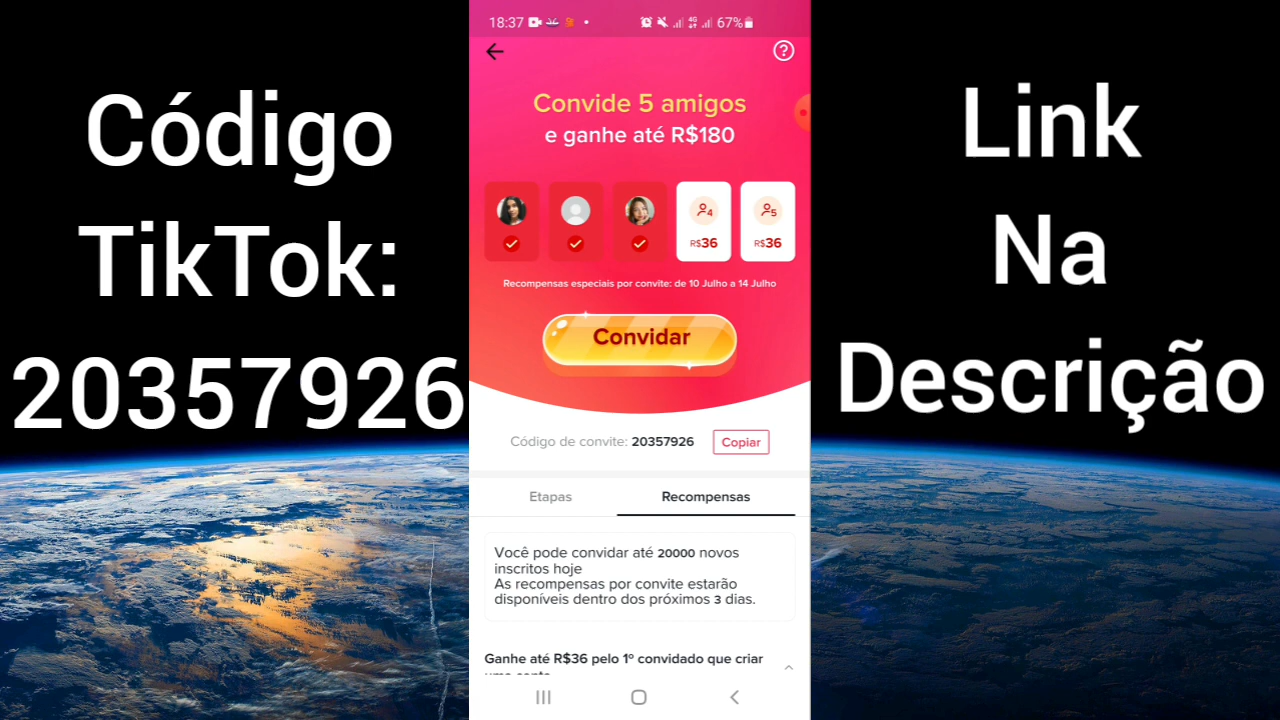 Código
TikTok:
20357926
18:37
4G
67%
Convide 5 amigos
e ganhe até R$180
4
5
R$36
R$36
Recompensas especiais por convite: de 10 Julho a 14 Julho
Convidar
Código de convite: 20357926
Copiar
Etapas
Recompensas
Você pode convidar até 20000 novos
inscritos hoje
As recompensas por convite estarão
disponíveis dentro dos próximos 3 dias.
Ganhe até R$36 pelo 1º convidado que criar
Link
Na
Descrição